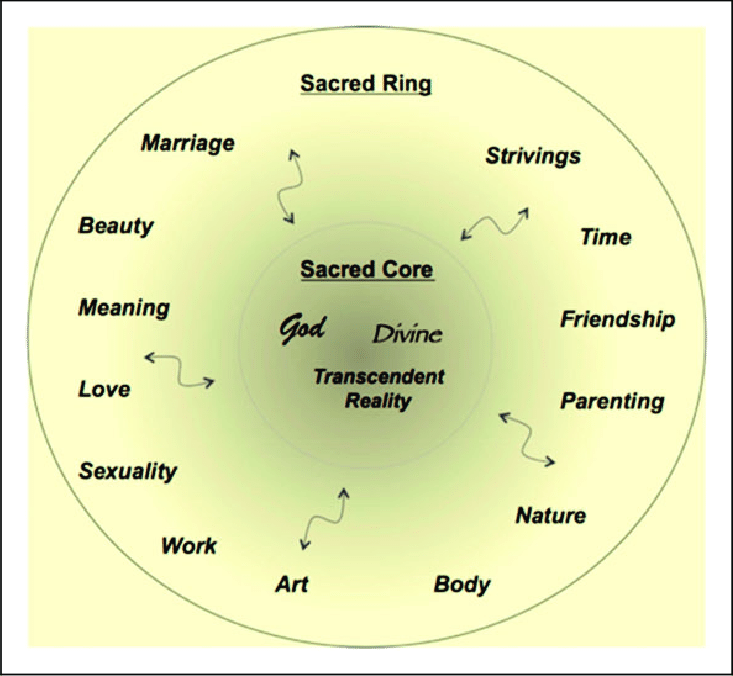 Sacred Ring
Marriage
Strivings
Beauty
Time
Sacred Core
Meaning
God Divine
Friendship
Transcendent
Reality
Love
Parenting
Sexuality
Nature
Work
Art
Body